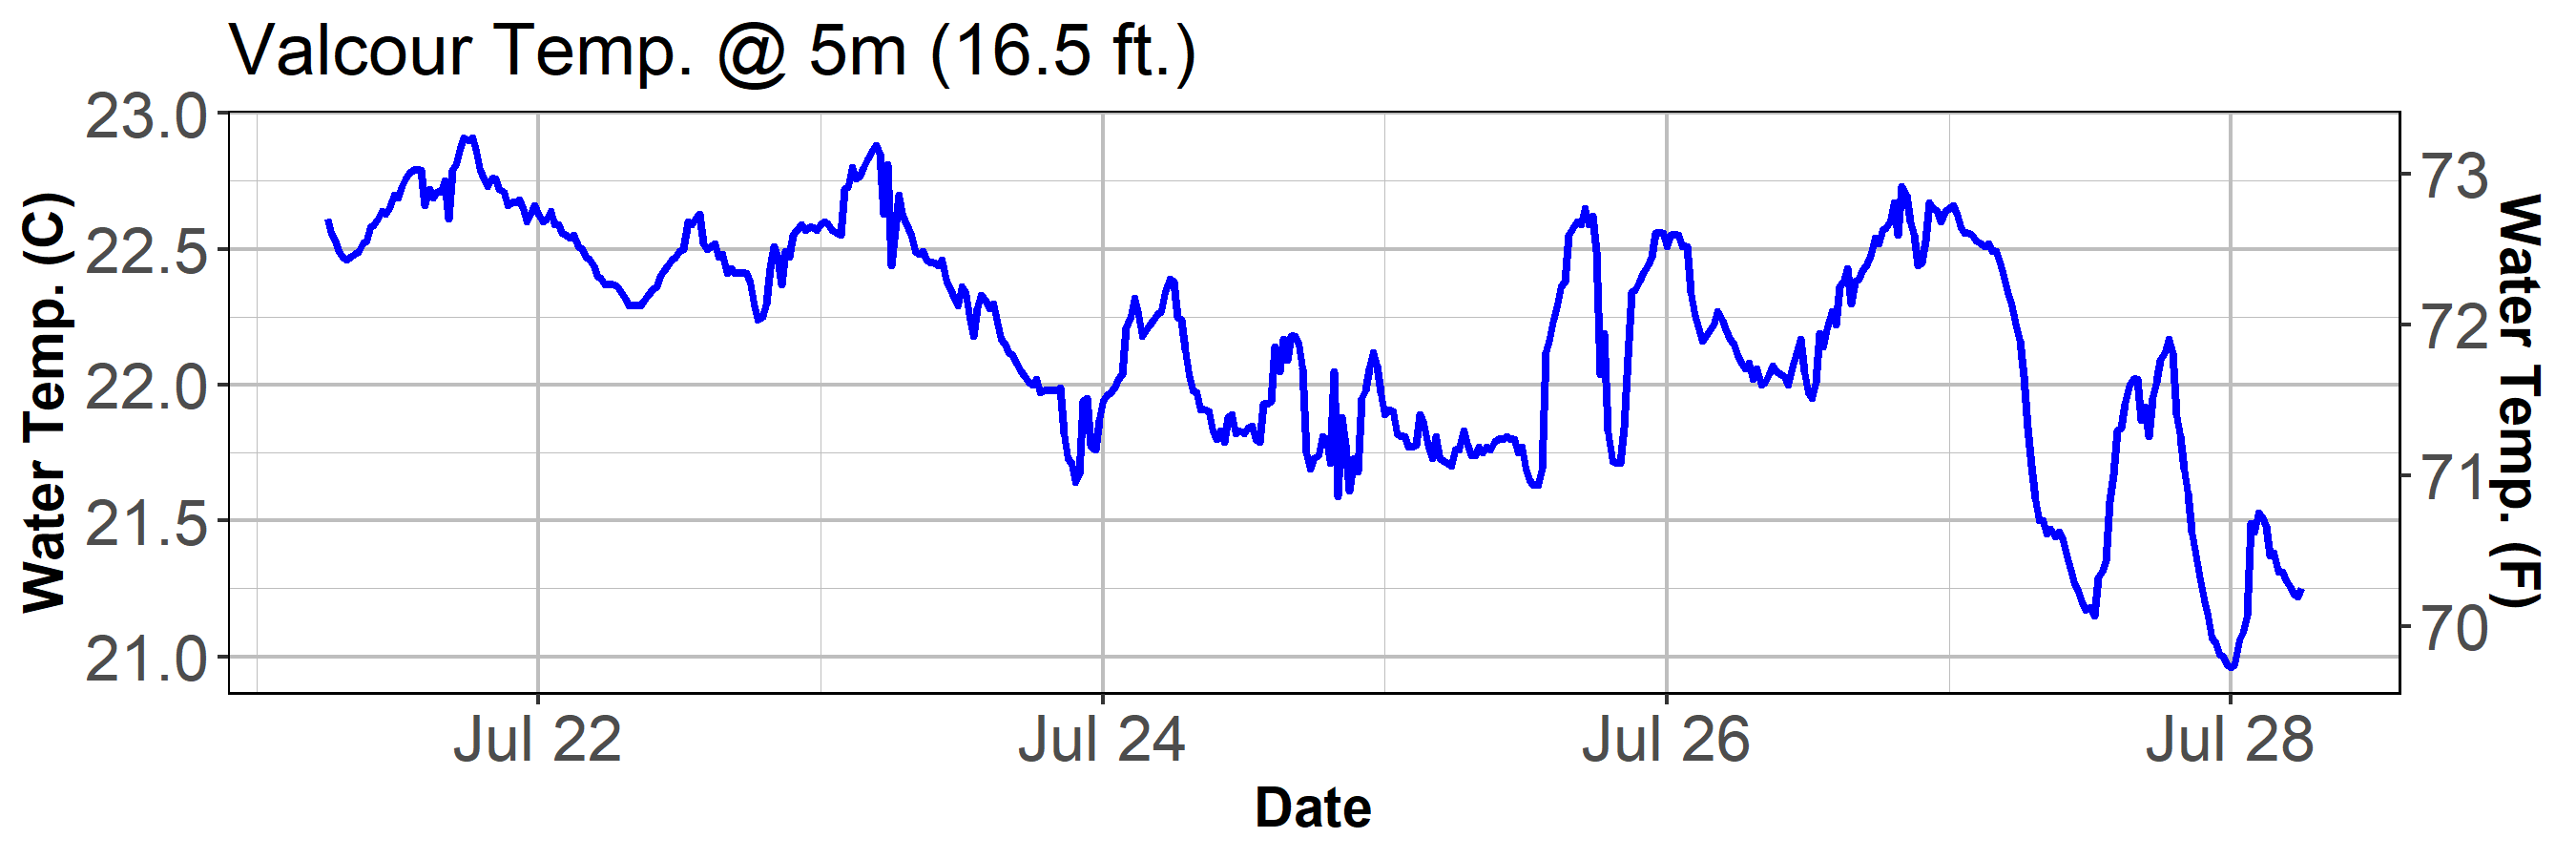 Valcour Temp. @ 5m (16.5 ft.)
Water Temp. (C)
23.0
22.5
22.0
21.5
21.0
73
72
71
70
Water Temp. (F)
Jul 22 Jul 24 Jul 26 Jul 28
Date